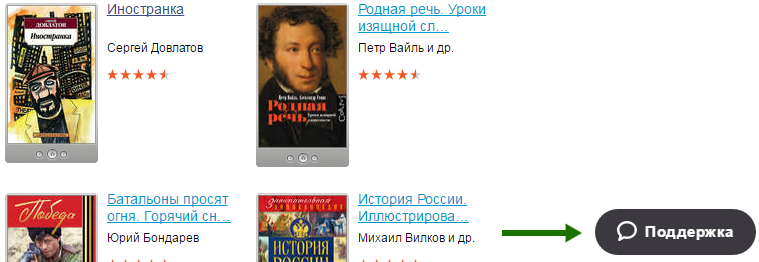 СЕРГЕЙ
ДОВЛАТОВ
Иностранка
Иностранка
Сергей Довлатов
Петр Вайль, Александр Генис
Родная
речь
Уроки
изящной
словесности
Родная речь. Уроки
изящной сл...
Петр Вайль и др.
Победа
Батальоны просят
огня. Горячий сн...
Юрий Бондарев
Занимательная
ЭНЦИКЛОПЕДИЯ
ИСТОРИЯ
РОССИИ
История России.
Иллюстрирова...
Михаил Вилков и др.
Поддержка